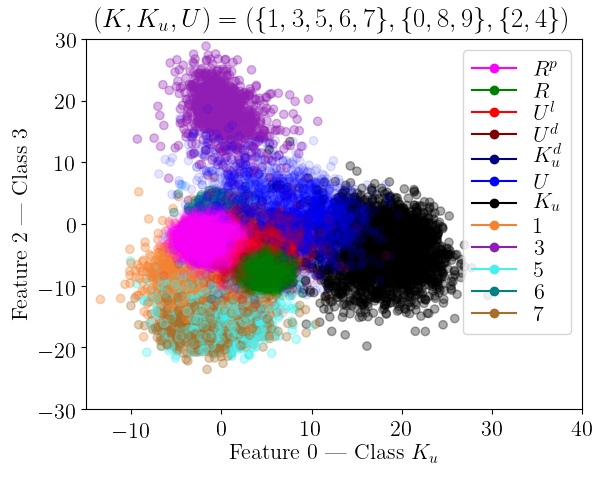 (K, K_u, U) = ({1, 3, 5, 6, 7}, {0, 8, 9}, {2, 4})
30
20
10
0
−10
−20
−30
Feature 2 — Class 3
−10 0 10 20 30 40
Feature 0 — Class K_u
R^p
R
U^l
U^d
K_u^d
U
K_u
1
3
5
6
7